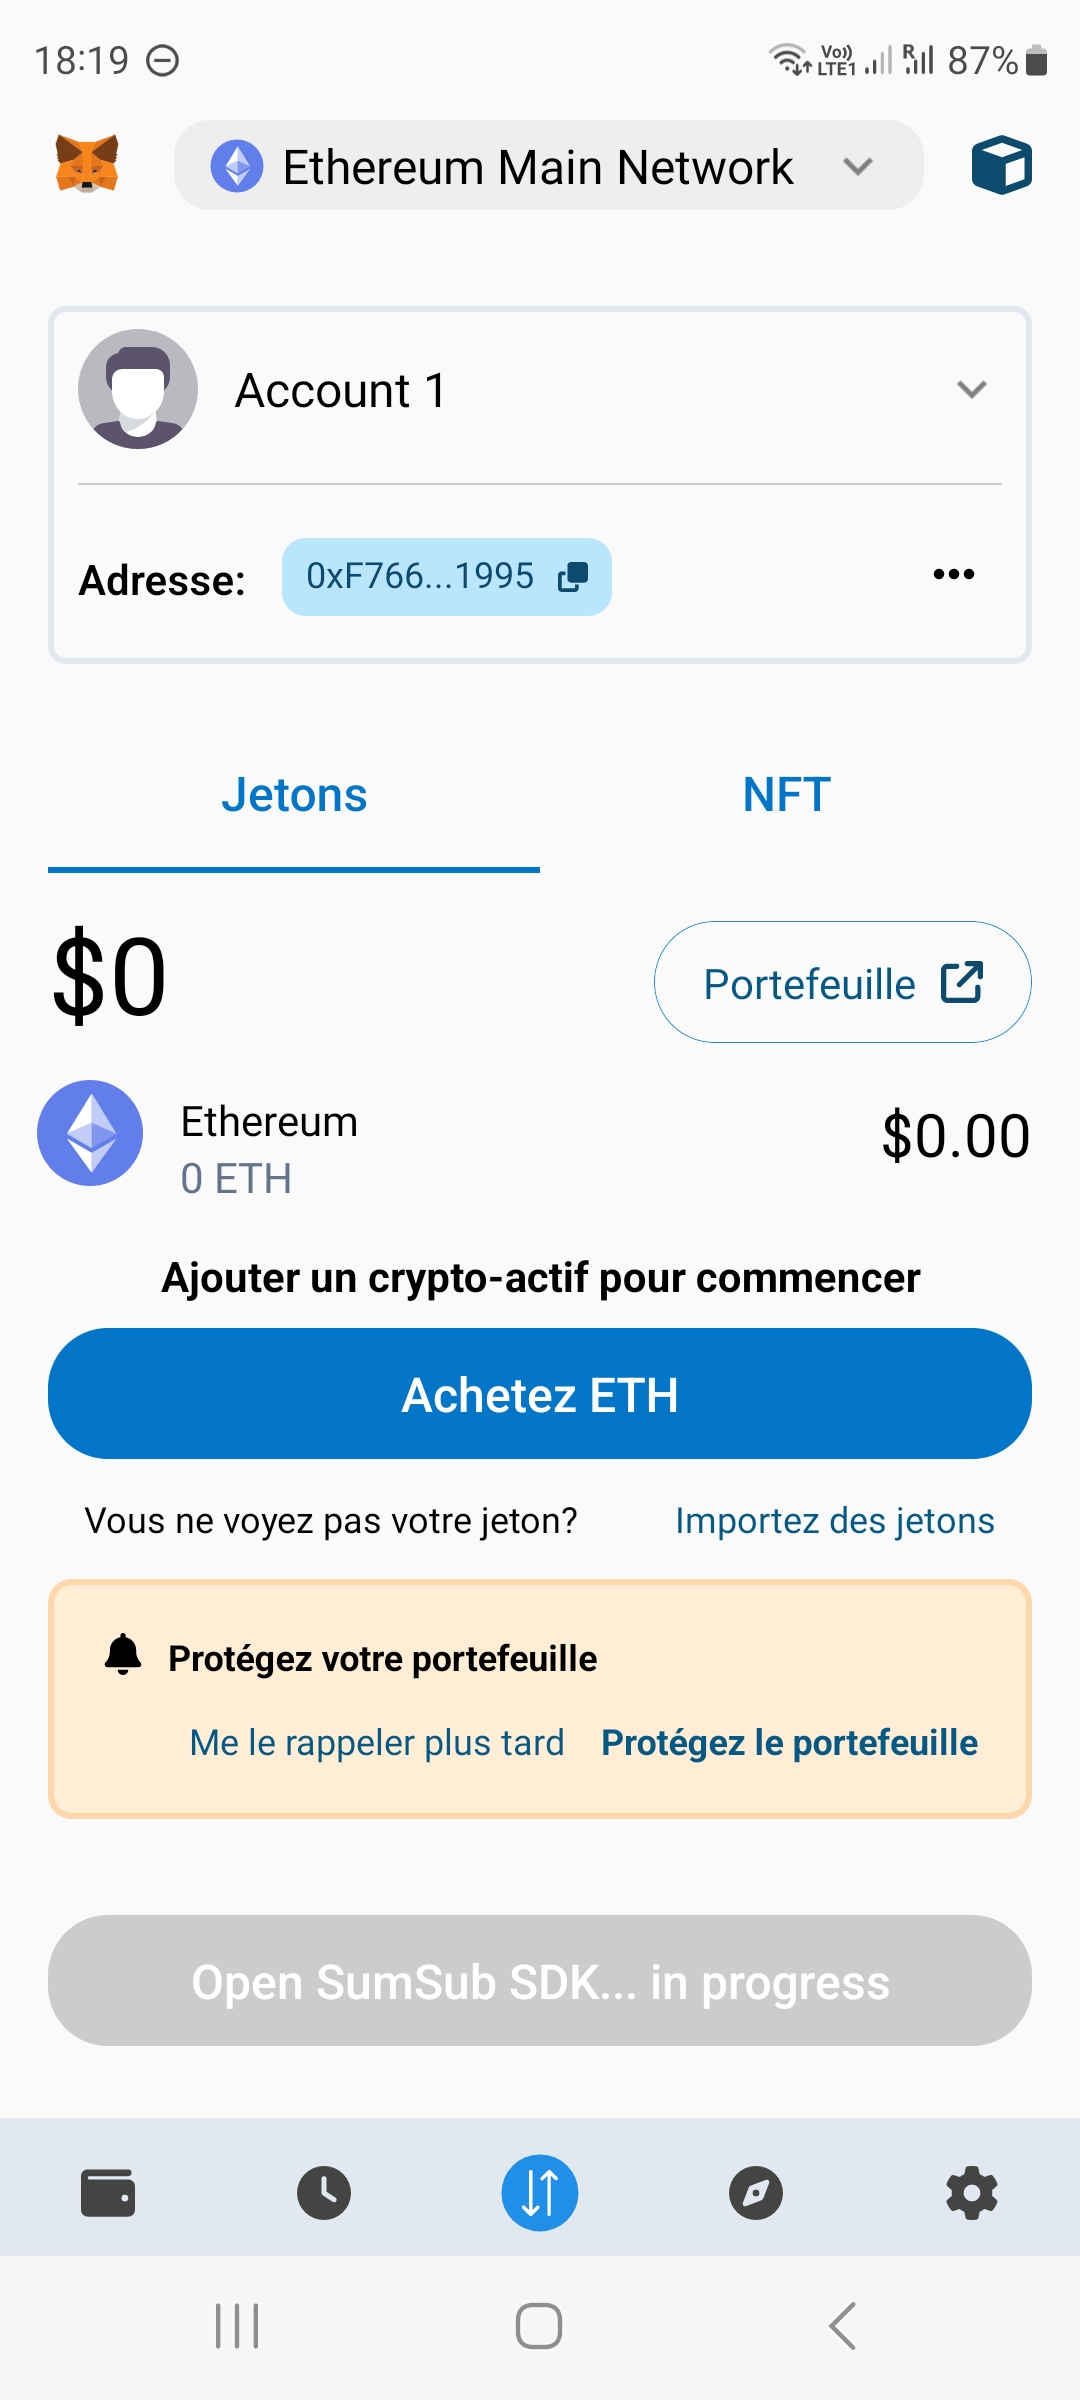 18:19 Vo)) LTE1 R 87%
Ethereum Main Network
Account 1
Adresse: 0xF766...1995
Jetons NFT
$0 Portefeuille
Ethereum $0.00
0 ETH
Ajouter un crypto-actif pour commencer
Achetez ETH
Vous ne voyez pas votre jeton? Importez des jetons
Protégez votre portefeuille
Me le rappeler plus tard Protégez le portefeuille
Open SumSub SDK... in progress